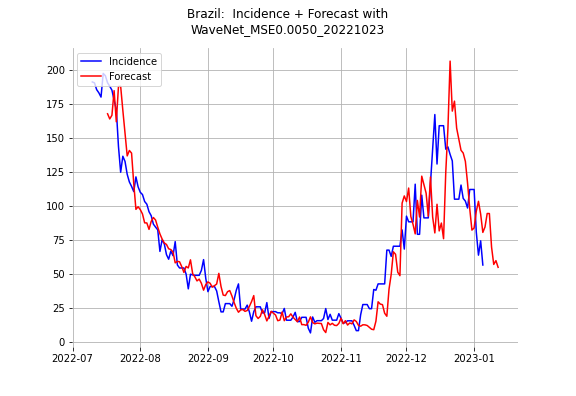 Brazil: Incidence + Forecast with
WaveNet_MSE0.0050_20221023
Incidence
Forecast
200
175
150
125
100
75
50
25
0
2022-07 2022-08 2022-09 2022-10 2022-11 2022-12 2023-01